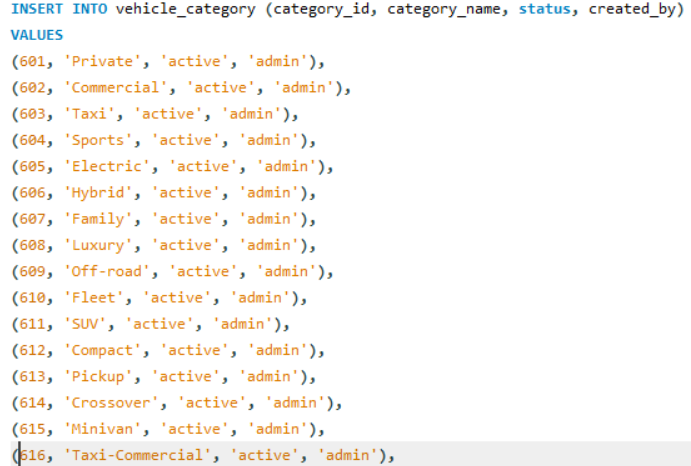 INSERT INTO vehicle_category (category_id, category_name, status, created_by)
VALUES
(601, 'Private', 'active', 'admin'),
(602, 'Commercial', 'active', 'admin'),
(603, 'Taxi', 'active', 'admin'),
(604, 'Sports', 'active', 'admin'),
(605, 'Electric', 'active', 'admin'),
(606, 'Hybrid', 'active', 'admin'),
(607, 'Family', 'active', 'admin'),
(608, 'Luxury', 'active', 'admin'),
(609, 'Off-road', 'active', 'admin'),
(610, 'Fleet', 'active', 'admin'),
(611, 'SUV', 'active', 'admin'),
(612, 'Compact', 'active', 'admin'),
(613, 'Pickup', 'active', 'admin'),
(614, 'Crossover', 'active', 'admin'),
(615, 'Minivan', 'active', 'admin'),
(616, 'Taxi-Commercial', 'active', 'admin'),